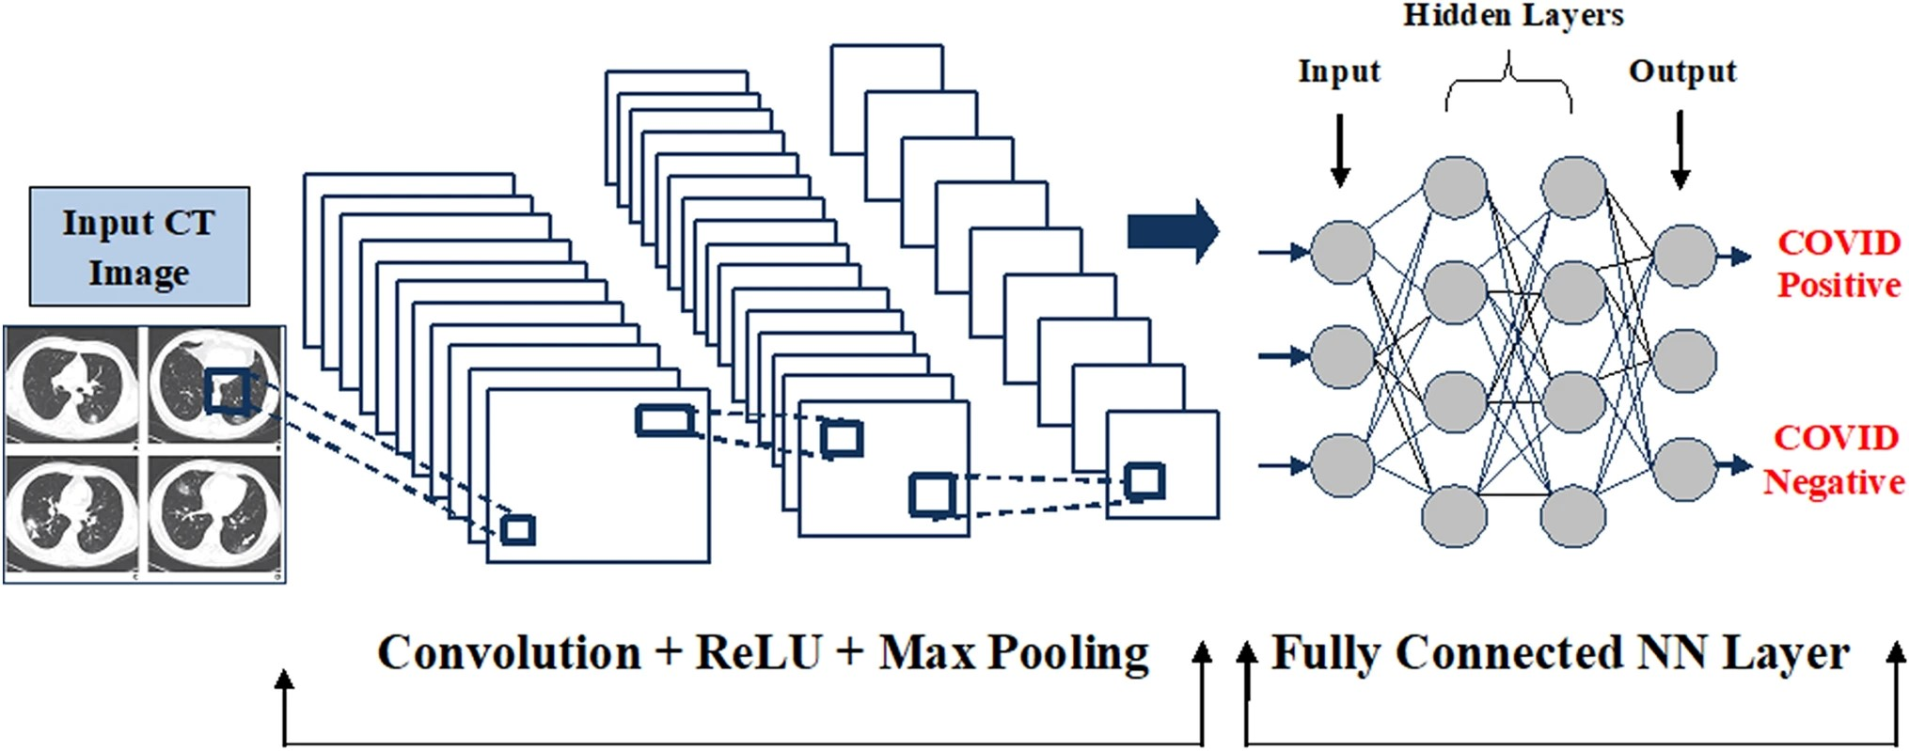 Hidden Layers
Input
Output
Input CT
Image
COVID
Positive
COVID
Negative
Convolution + ReLU + Max Pooling
Fully Connected NN Layer